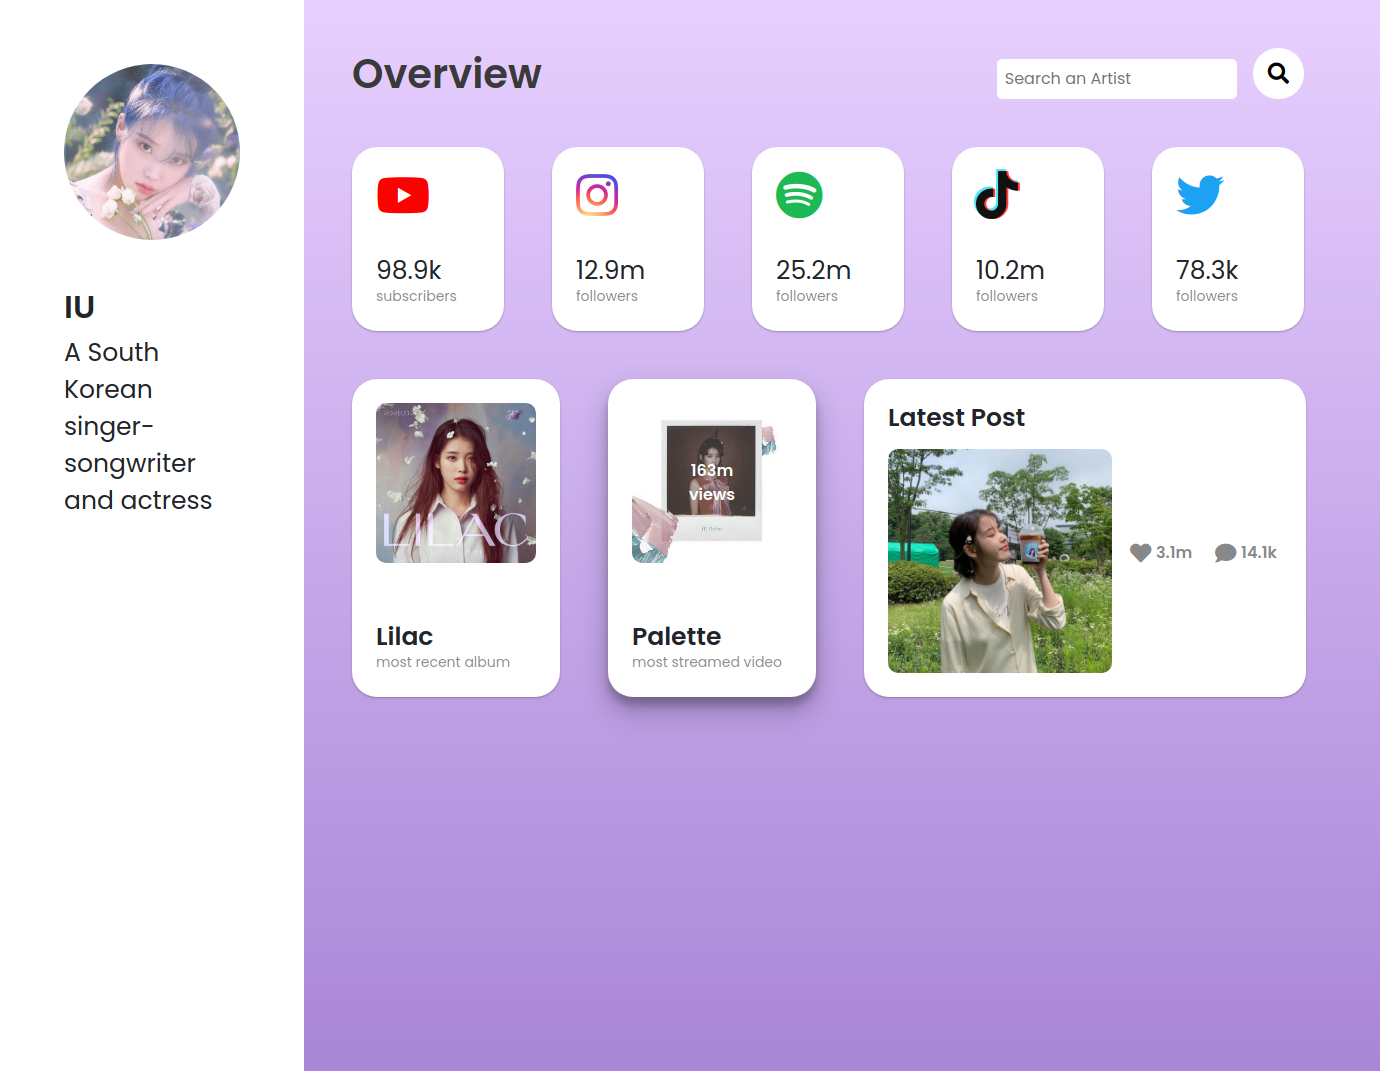 Overview
Search an Artist
IU
A South
Korean
singer-
songwriter
and actress
98.9k
subscribers
12.9m
followers
25.2m
followers
10.2m
followers
78.3k
followers
LILAC
Lilac
most recent album
163m
views
Palette
most streamed video
Latest Post
3.1m
14.1k